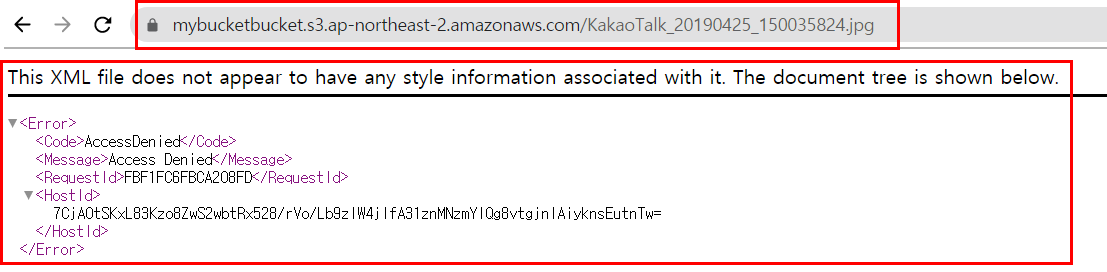 mybucketbucket.s3.ap-northeast-2.amazonaws.com/KakaoTalk_20190425_150035824.jpg
This XML file does not appear to have any style information associated with it. The document tree is shown below.
▼<Error>
<Code>AccessDenied</Code>
<Message>Access Denied</Message>
<RequestId>FBF1FC6FBCA208FD</RequestId>
▼<HostId>
7CjAOtSKxL83Kzo8ZwS2wbtRx528/rVo/Lb9zIW4jIfA31znMNzmYIQg8vtgjnIAiyknsEutnTw=
</HostId>
</Error>